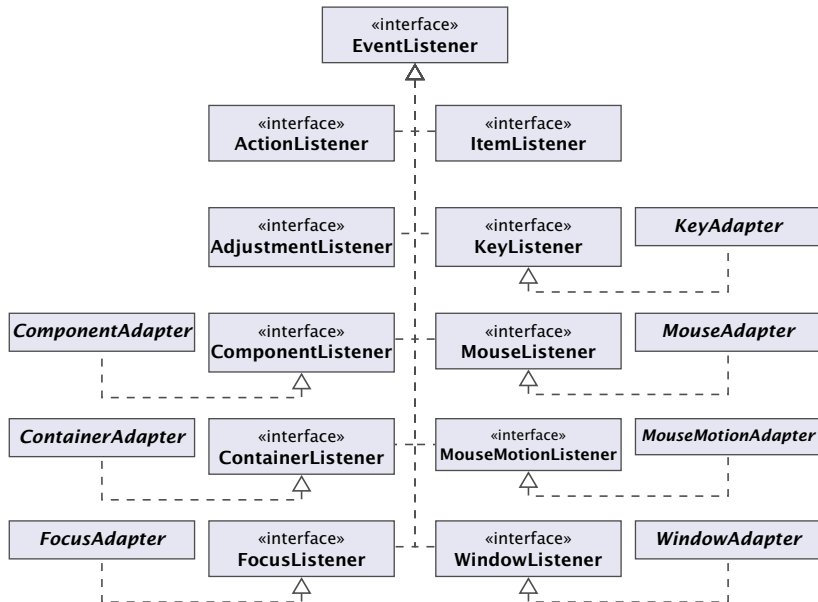 «interface»
EventListener
«interface»
ActionListener
«interface»
ItemListener
«interface»
AdjustmentListener
«interface»
KeyListener
KeyAdapter
ComponentAdapter
«interface»
ComponentListener
«interface»
MouseListener
MouseAdapter
ContainerAdapter
«interface»
ContainerListener
«interface»
MouseMotionListener
MouseMotionAdapter
FocusAdapter
«interface»
FocusListener
«interface»
WindowListener
WindowAdapter